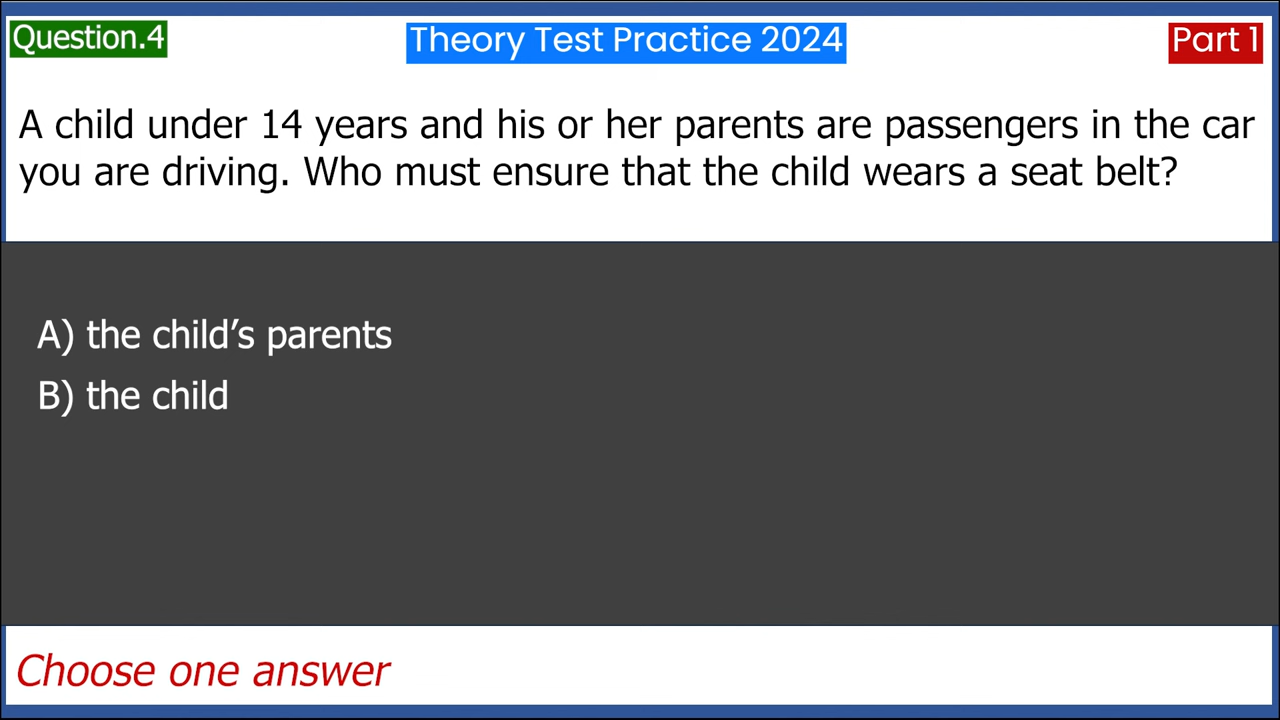 Question.4
Theory Test Practice 2024
Part 1
A child under 14 years and his or her parents are passengers in the car
you are driving. Who must ensure that the child wears a seat belt?
A) the child’s parents
B) the child
Choose one answer